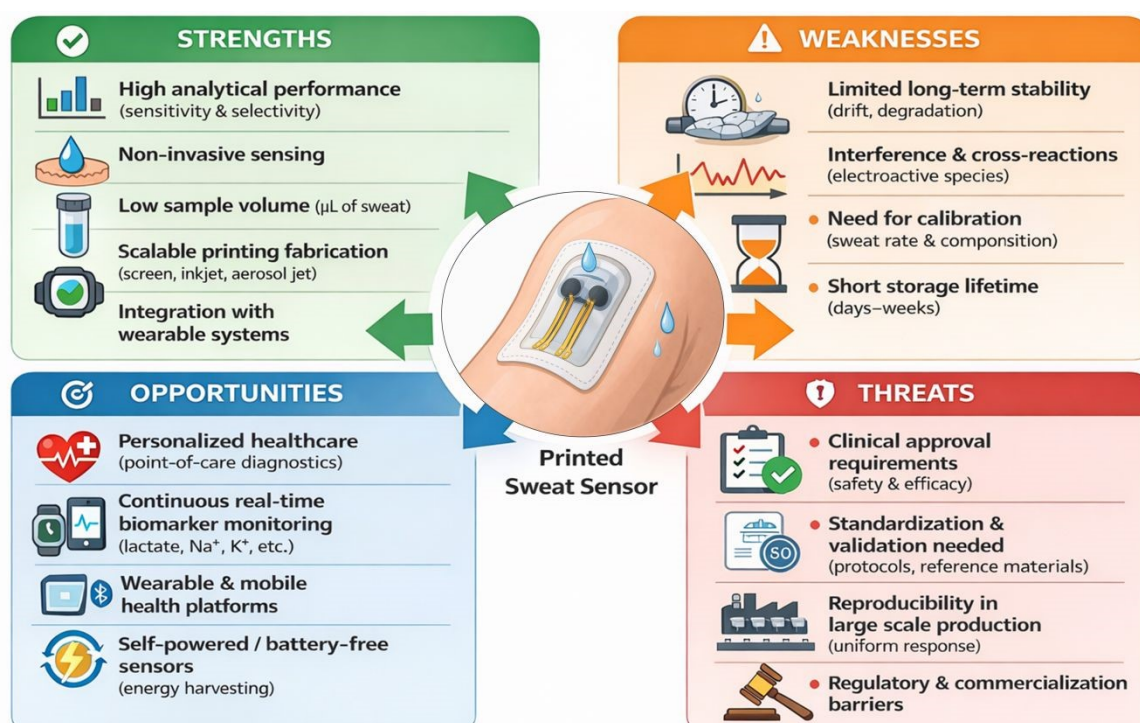 STRENGTHS
High analytical performance
(sensitivity & selectivity)
Non-invasive sensing
Low sample volume (µL of sweat)
Scalable printing fabrication
(screen, inkjet, aerosol jet)
Integration with
wearable systems
WEAKNESSES
Limited long-term stability
(drift, degradation)
Interference & cross-reactions
(electroactive species)
• Need for calibration
(sweat rate & componsition)
• Short storage lifetime
(days–weeks)
Printed
Sweat Sensor
OPPORTUNITIES
Personalized healthcare
(point-of-care diagnostics)
Continuous real-time
biomarker monitoring
(lactate, Na⁺, K⁺, etc.)
Wearable & mobile
health platforms
Self-powered / battery-free
sensors
(energy harvesting)
THREATS
• Clinical approval
requirements
(safety & efficacy)
• Standardization &
validation needed
(protocols, reference materials)
SO
Reproducibility in
large scale production
(uniform response)
• Regulatory & commercialization
barriers